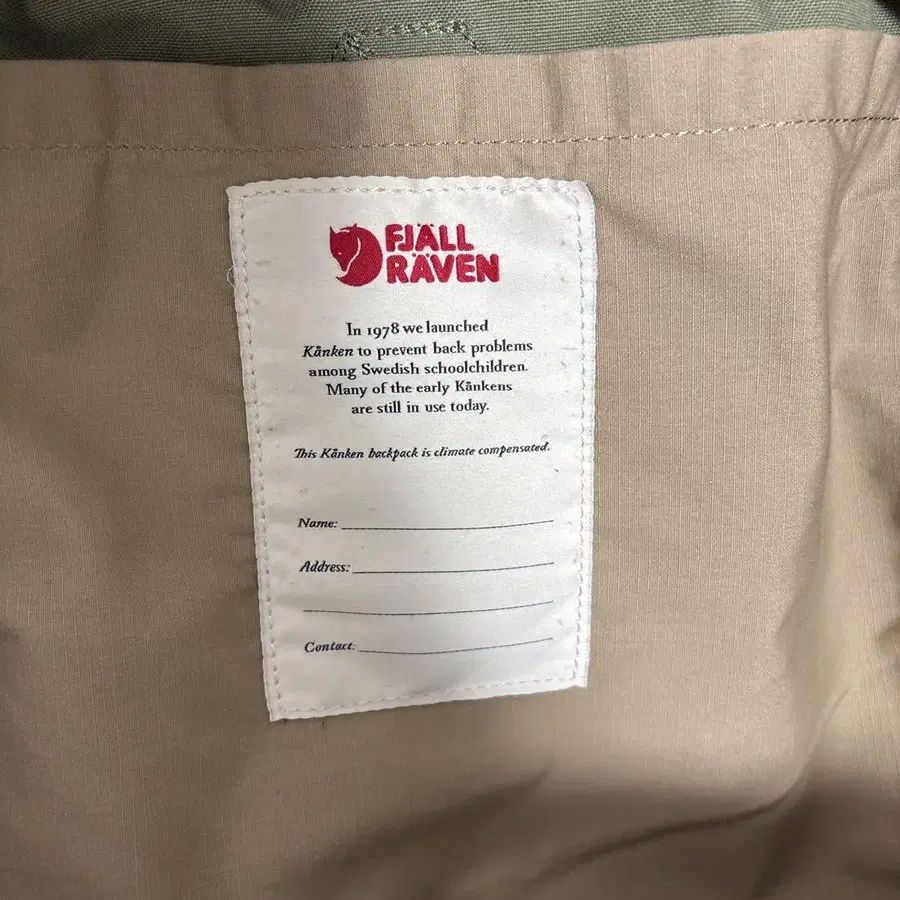 FJÄLL
RÄVEN
In 1978 we launched
Kånken to prevent back problems
among Swedish schoolchildren.
Many of the early Kånkens
are still in use today.
This Kånken backpack is climate compensated.
Name:
Address:
Contact: